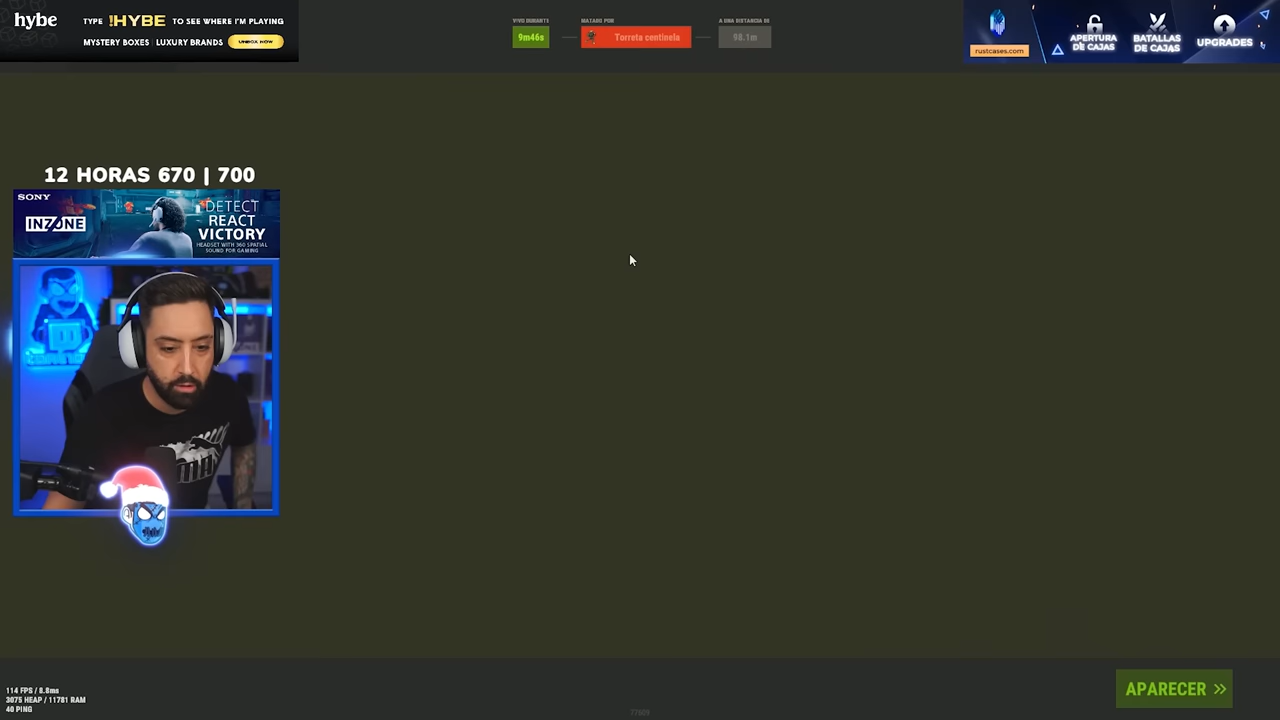 hybe
TYPE !HYBE TO SEE WHERE I'M PLAYING
MYSTERY BOXES LUXURY BRANDS UNBOX NOW
VIVO DURANTE
9m46s
MATADO POR
Torreta centinela
A UNA DISTANCIA DE
98.1m
rustcases.com
APERTURA DE CAJAS
BATALLAS DE CAJAS
UPGRADES
12 HORAS 670 | 700
SONY
INZONE
DETECT
REACT
VICTORY
HEADSET WITH 360 SPATIAL
SOUND FOR GAMING
114 FPS / 8.8ms
3075 HEAP / 11781 RAM
40 PING
APARECER >>